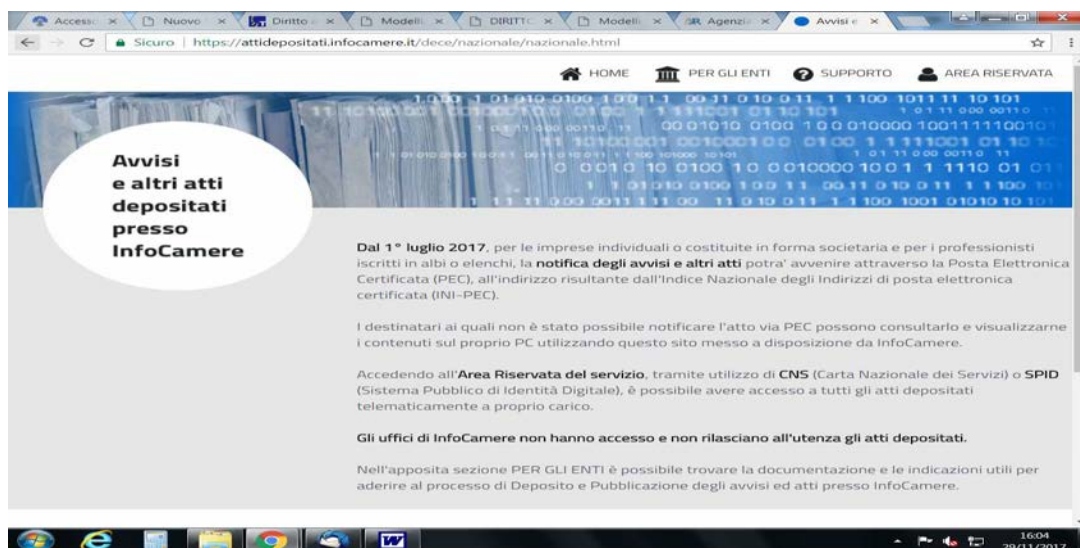 Access
Nuovo
Diritto e
Modelli
DIRITTO
Modelli
Agenzia
Avvisi e
Sicuro | https://attidepositati.infocamere.it/dece/nazionale/nazionale.html
HOME
PER GLI ENTI
SUPPORTO
AREA RISERVATA
Avvisi
e altri atti
depositati
presso
InfoCamere
Dal 1° luglio 2017, per le imprese individuali o costituite in forma societaria e per i professionisti
iscritti in albi o elenchi, la notifica degli avvisi e altri atti potra' avvenire attraverso la Posta Elettronica
Certificata (PEC), all'indirizzo risultante dall'Indice Nazionale degli Indirizzi di posta elettronica
certificata (INI-PEC).
I destinatari ai quali non è stato possibile notificare l'atto via PEC possono consultarlo e visualizzarne
i contenuti sul proprio PC utilizzando questo sito messo a disposizione da InfoCamere.
Accedendo all'Area Riservata del servizio, tramite utilizzo di CNS (Carta Nazionale dei Servizi) o SPID
(Sistema Pubblico di Identità Digitale), è possibile avere accesso a tutti gli atti depositati
telematicamente a proprio carico.
Gli uffici di InfoCamere non hanno accesso e non rilasciano all'utenza gli atti depositati.
Nell'apposita sezione PER GLI ENTI è possibile trovare la documentazione e le indicazioni utili per
aderire al processo di Deposito e Pubblicazione degli avvisi ed atti presso InfoCamere.
16:04
29/11/2017